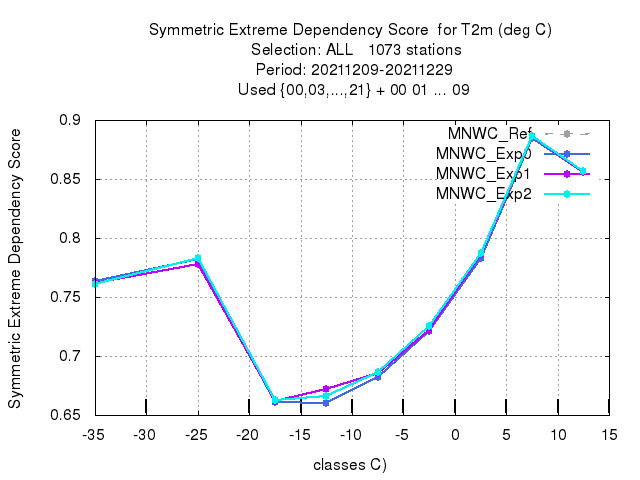 Symmetric Extreme Dependency Score  for T2m (deg C)
Selection: ALL   1073 stations
Period: 20211209-20211229
Used {00,03,...,21} + 00 01 ... 09
Symmetric Extreme Dependency Score
0.9
0.85
0.8
0.75
0.7
0.65
MNWC_Ref
MNWC_Exp0
MNWC_Exp1
MNWC_Exp2
-35 -30 -25 -20 -15 -10 -5 0 5 10 15
classes C)